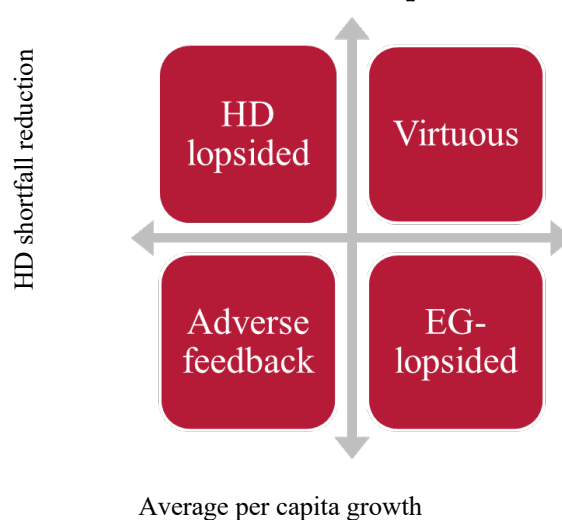 HD shortfall reduction
HD
lopsided
Virtuous
Adverse
feedback
EG-
lopsided
Average per capita growth